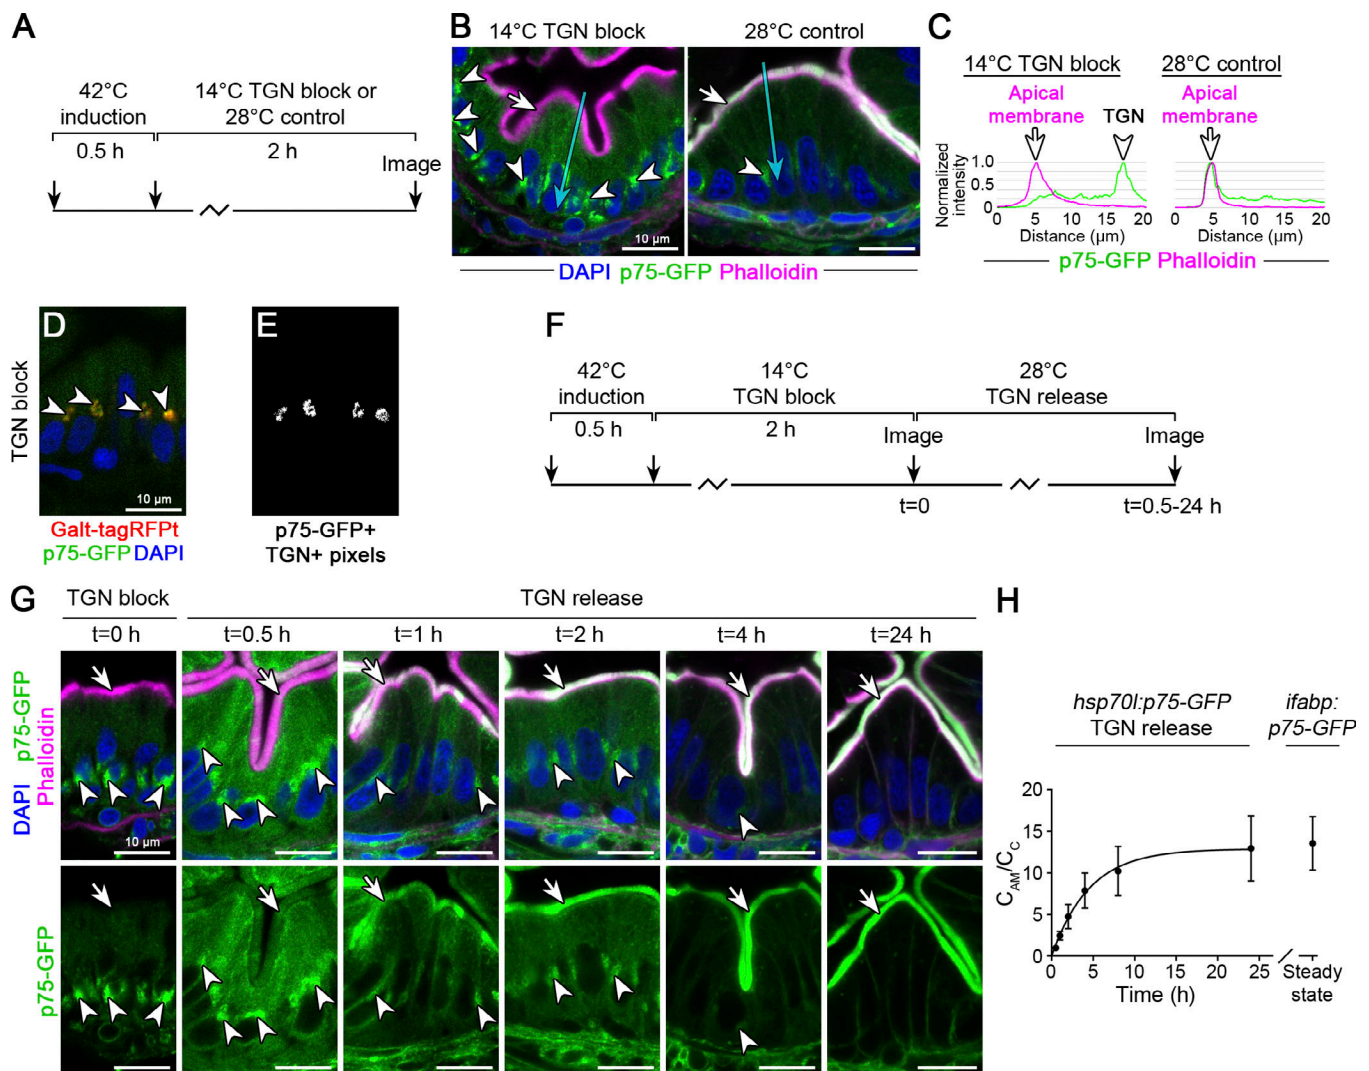 A
42°C
induction
14°C TGN block or
28°C control
0.5 h
2 h
Image
B
14°C TGN block
28°C control
10 µm
DAPI p75-GFP Phalloidin
C
14°C TGN block
28°C control
Apical
membrane
TGN
Apical
membrane
Normalized
intensity
1.0
0.5
0
0 5 10 15 20
0 5 10 15 20
Distance (µm)
Distance (µm)
p75-GFP Phalloidin
D
TGN block
10 µm
Galt-tagRFPt
p75-GFP DAPI
E
p75-GFP+
TGN+ pixels
F
42°C
induction
14°C
TGN block
28°C
TGN release
0.5 h
2 h
Image
Image
t=0
t=0.5-24 h
G
TGN block
TGN release
t=0 h
t=0.5 h
t=1 h
t=2 h
t=4 h
t=24 h
DAPI p75-GFP
Phalloidin
10 µm
p75-GFP
H
hsp70l:p75-GFP
TGN release
ifabp:
p75-GFP
CAM/CC
20
15
10
5
0
0 5 10 15 20 25
Time (h)
Steady
state